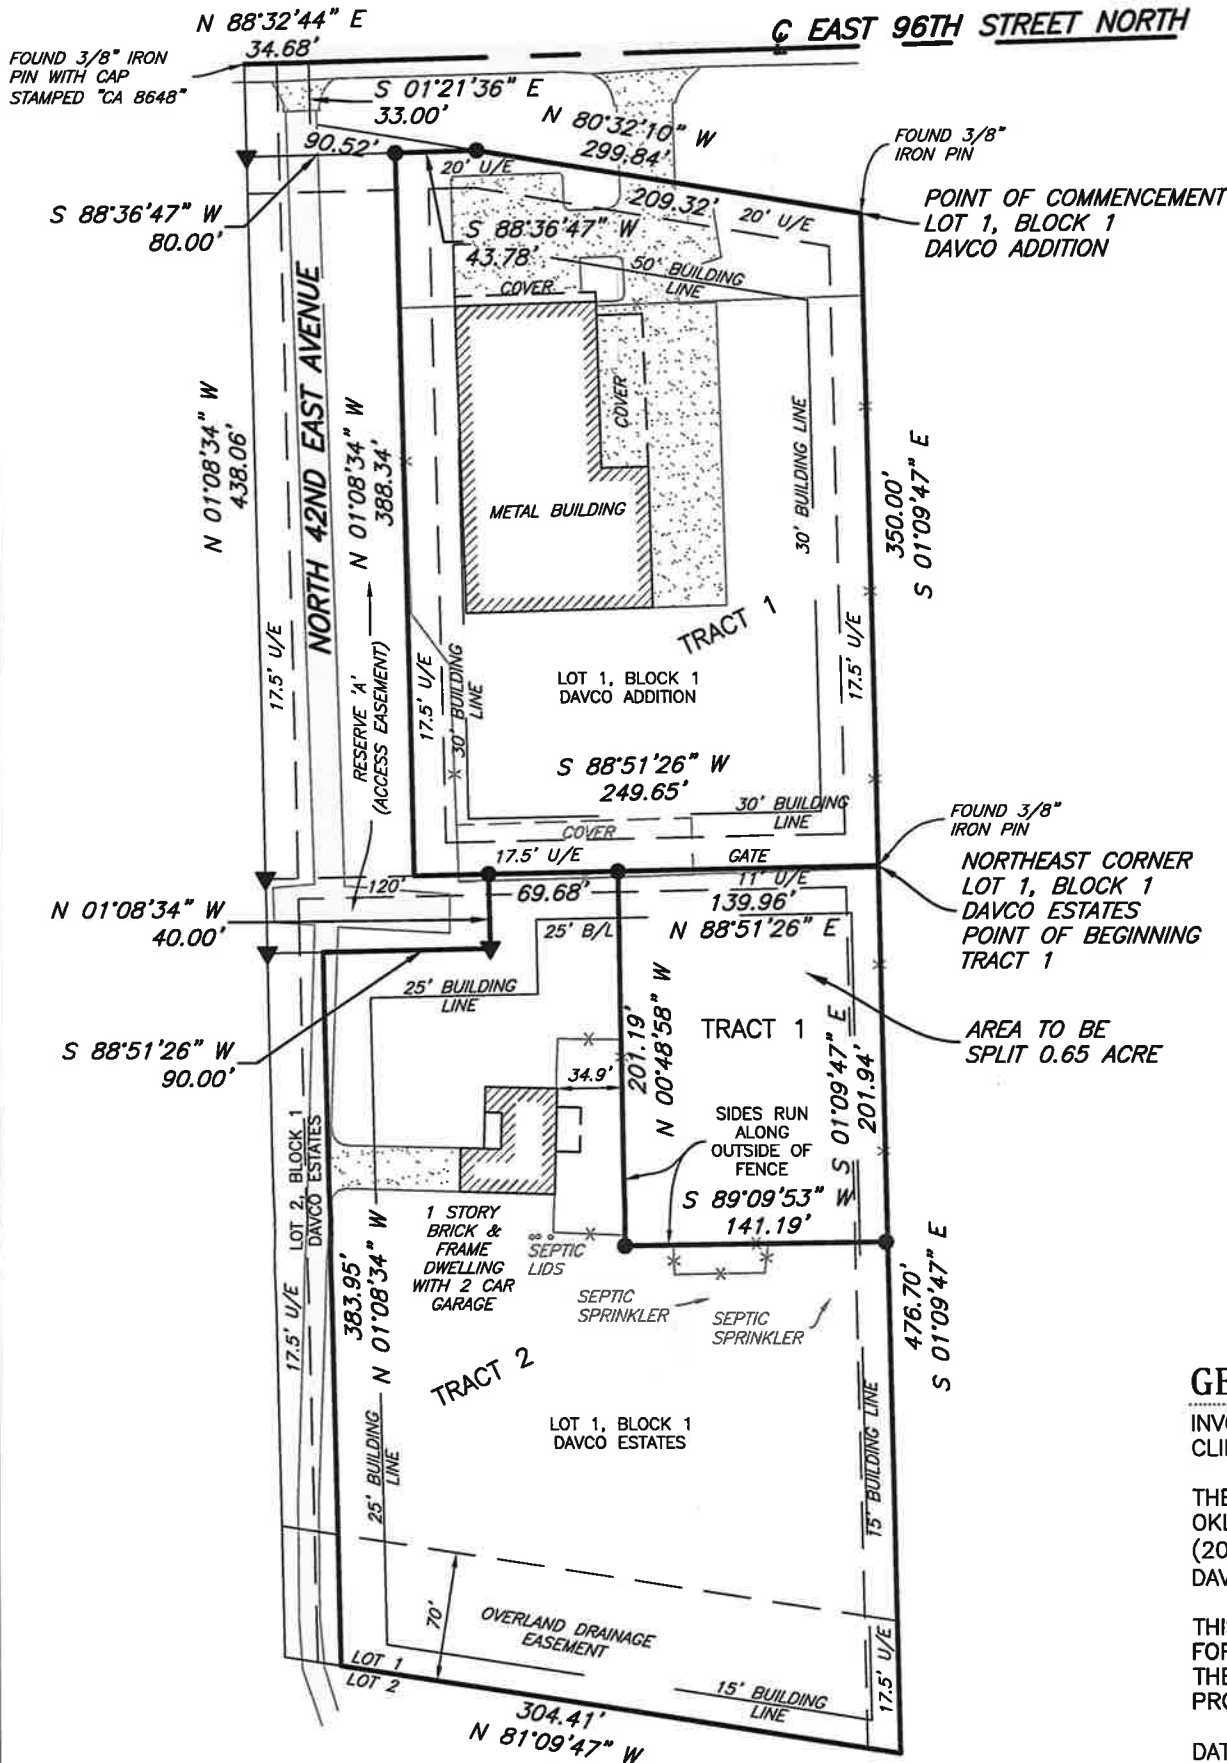 N 88°32'44" E
34.68'
℄ EAST 96TH STREET NORTH
FOUND 3/8" IRON
PIN WITH CAP
STAMPED "CA 8648"
S 01°21'36" E
33.00'
N 80°32'10" W
299.84'
90.52'
20' U/E
FOUND 3/8"
IRON PIN
POINT OF COMMENCEMENT
LOT 1, BLOCK 1
DAVCO ADDITION
S 88°36'47" W
80.00'
209.32'
20' U/E
S 88°36'47" W
43.78'
50' BUILDING
LINE
COVER
COVER
N 01°08'34" W
438.06'
NORTH 42ND EAST AVENUE
N 01°08'34" W
388.34'
METAL BUILDING
30' BUILDING LINE
350.00'
S 01°09'47" E
TRACT 1
17.5' U/E
RESERVE 'A'
(ACCESS EASEMENT)
17.5' U/E
30' BUILDING
LINE
LOT 1, BLOCK 1
DAVCO ADDITION
17.5' U/E
S 88°51'26" W
249.65'
30' BUILDING
LINE
COVER
FOUND 3/8"
IRON PIN
17.5' U/E
GATE
NORTHEAST CORNER
LOT 1, BLOCK 1
DAVCO ESTATES
POINT OF BEGINNING
TRACT 1
120'
69.68'
11' U/E
139.96'
N 88°51'26" E
N 01°08'34" W
40.00'
25' B/L
25' BUILDING
LINE
201.19'
N 00°48'58" W
TRACT 1
AREA TO BE
SPLIT 0.65 ACRE
S 88°51'26" W
90.00'
34.9'
S 01°09'47" E
201.94'
SIDES RUN
ALONG
OUTSIDE OF
FENCE
LOT 2, BLOCK 1
DAVCO ESTATES
S 89°09'53" W
141.19'
1 STORY
BRICK &
FRAME
DWELLING
WITH 2 CAR
GARAGE
SEPTIC
LIDS
17.5' U/E
383.95'
N 01°08'34" W
SEPTIC
SPRINKLER
SEPTIC
SPRINKLER
476.70'
S 01°09'47" E
TRACT 2
LOT 1, BLOCK 1
DAVCO ESTATES
25' BUILDING
LINE
15' BUILDING LINE
70'
OVERLAND DRAINAGE
EASEMENT
17.5' U/E
LOT 1
LOT 2
15' BUILDING
LINE
304.41'
N 81°09'47" W
GE
INV
CLI
THE
OKL
(20
DAV
THI
FOR
THE
PRO
DAT